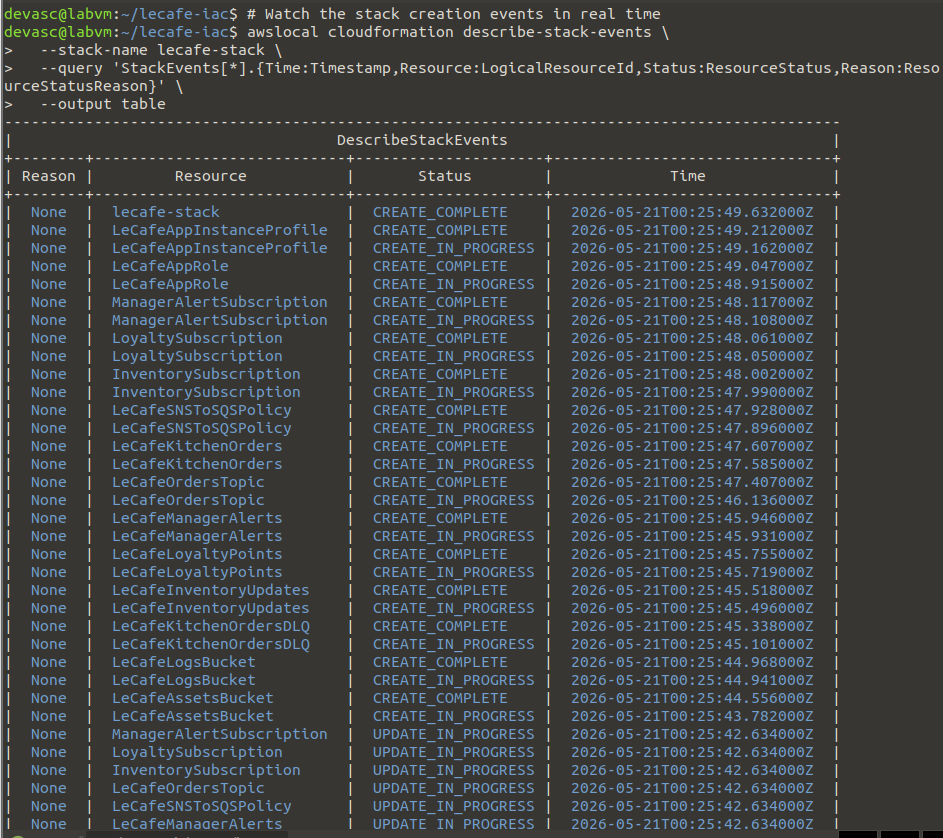 devasc@labvm:~/lecafe-iac$ # Watch the stack creation events in real time
devasc@labvm:~/lecafe-iac$ awslocal cloudformation describe-stack-events \
>   --stack-name lecafe-stack \
>   --query 'StackEvents[*].{Time:Timestamp,Resource:LogicalResourceId,Status:ResourceStatus,Reason:Reso
urceStatusReason}' \
>   --output table
---------------------------------------------------------------------------------------------
|                                    DescribeStackEvents                                    |
+--------+----------------------------+---------------------+-------------------------------+
| Reason |         Resource           |       Status        |             Time              |
+--------+----------------------------+---------------------+-------------------------------+
|  None  |  lecafe-stack              |  CREATE_COMPLETE    |  2026-05-21T00:25:49.632000Z  |
|  None  |  LeCafeAppInstanceProfile  |  CREATE_COMPLETE    |  2026-05-21T00:25:49.212000Z  |
|  None  |  LeCafeAppInstanceProfile  |  CREATE_IN_PROGRESS |  2026-05-21T00:25:49.162000Z  |
|  None  |  LeCafeAppRole             |  CREATE_COMPLETE    |  2026-05-21T00:25:49.047000Z  |
|  None  |  LeCafeAppRole             |  CREATE_IN_PROGRESS |  2026-05-21T00:25:48.915000Z  |
|  None  |  ManagerAlertSubscription  |  CREATE_COMPLETE    |  2026-05-21T00:25:48.117000Z  |
|  None  |  ManagerAlertSubscription  |  CREATE_IN_PROGRESS |  2026-05-21T00:25:48.108000Z  |
|  None  |  LoyaltySubscription       |  CREATE_COMPLETE    |  2026-05-21T00:25:48.061000Z  |
|  None  |  LoyaltySubscription       |  CREATE_IN_PROGRESS |  2026-05-21T00:25:48.050000Z  |
|  None  |  InventorySubscription     |  CREATE_COMPLETE    |  2026-05-21T00:25:48.002000Z  |
|  None  |  InventorySubscription     |  CREATE_IN_PROGRESS |  2026-05-21T00:25:47.990000Z  |
|  None  |  LeCafeSNSToSQSPolicy      |  CREATE_COMPLETE    |  2026-05-21T00:25:47.928000Z  |
|  None  |  LeCafeSNSToSQSPolicy      |  CREATE_IN_PROGRESS |  2026-05-21T00:25:47.896000Z  |
|  None  |  LeCafeKitchenOrders       |  CREATE_COMPLETE    |  2026-05-21T00:25:47.607000Z  |
|  None  |  LeCafeKitchenOrders       |  CREATE_IN_PROGRESS |  2026-05-21T00:25:47.585000Z  |
|  None  |  LeCafeOrdersTopic         |  CREATE_COMPLETE    |  2026-05-21T00:25:47.407000Z  |
|  None  |  LeCafeOrdersTopic         |  CREATE_IN_PROGRESS |  2026-05-21T00:25:46.136000Z  |
|  None  |  LeCafeManagerAlerts       |  CREATE_COMPLETE    |  2026-05-21T00:25:45.946000Z  |
|  None  |  LeCafeManagerAlerts       |  CREATE_IN_PROGRESS |  2026-05-21T00:25:45.931000Z  |
|  None  |  LeCafeLoyaltyPoints       |  CREATE_COMPLETE    |  2026-05-21T00:25:45.755000Z  |
|  None  |  LeCafeLoyaltyPoints       |  CREATE_IN_PROGRESS |  2026-05-21T00:25:45.719000Z  |
|  None  |  LeCafeInventoryUpdates    |  CREATE_COMPLETE    |  2026-05-21T00:25:45.518000Z  |
|  None  |  LeCafeInventoryUpdates    |  CREATE_IN_PROGRESS |  2026-05-21T00:25:45.496000Z  |
|  None  |  LeCafeKitchenOrdersDLQ    |  CREATE_COMPLETE    |  2026-05-21T00:25:45.338000Z  |
|  None  |  LeCafeKitchenOrdersDLQ    |  CREATE_IN_PROGRESS |  2026-05-21T00:25:45.101000Z  |
|  None  |  LeCafeLogsBucket          |  CREATE_COMPLETE    |  2026-05-21T00:25:44.968000Z  |
|  None  |  LeCafeLogsBucket          |  CREATE_IN_PROGRESS |  2026-05-21T00:25:44.941000Z  |
|  None  |  LeCafeAssetsBucket        |  CREATE_COMPLETE    |  2026-05-21T00:25:44.556000Z  |
|  None  |  LeCafeAssetsBucket        |  CREATE_IN_PROGRESS |  2026-05-21T00:25:43.782000Z  |
|  None  |  ManagerAlertSubscription  |  UPDATE_IN_PROGRESS |  2026-05-21T00:25:42.634000Z  |
|  None  |  LoyaltySubscription       |  UPDATE_IN_PROGRESS |  2026-05-21T00:25:42.634000Z  |
|  None  |  InventorySubscription     |  UPDATE_IN_PROGRESS |  2026-05-21T00:25:42.634000Z  |
|  None  |  LeCafeOrdersTopic         |  UPDATE_IN_PROGRESS |  2026-05-21T00:25:42.634000Z  |
|  None  |  LeCafeSNSToSQSPolicy      |  UPDATE_IN_PROGRESS |  2026-05-21T00:25:42.634000Z  |
|  None  |  LeCafeManagerAlerts       |  UPDATE_IN_PROGRESS |  2026-05-21T00:25:42.634000Z  |